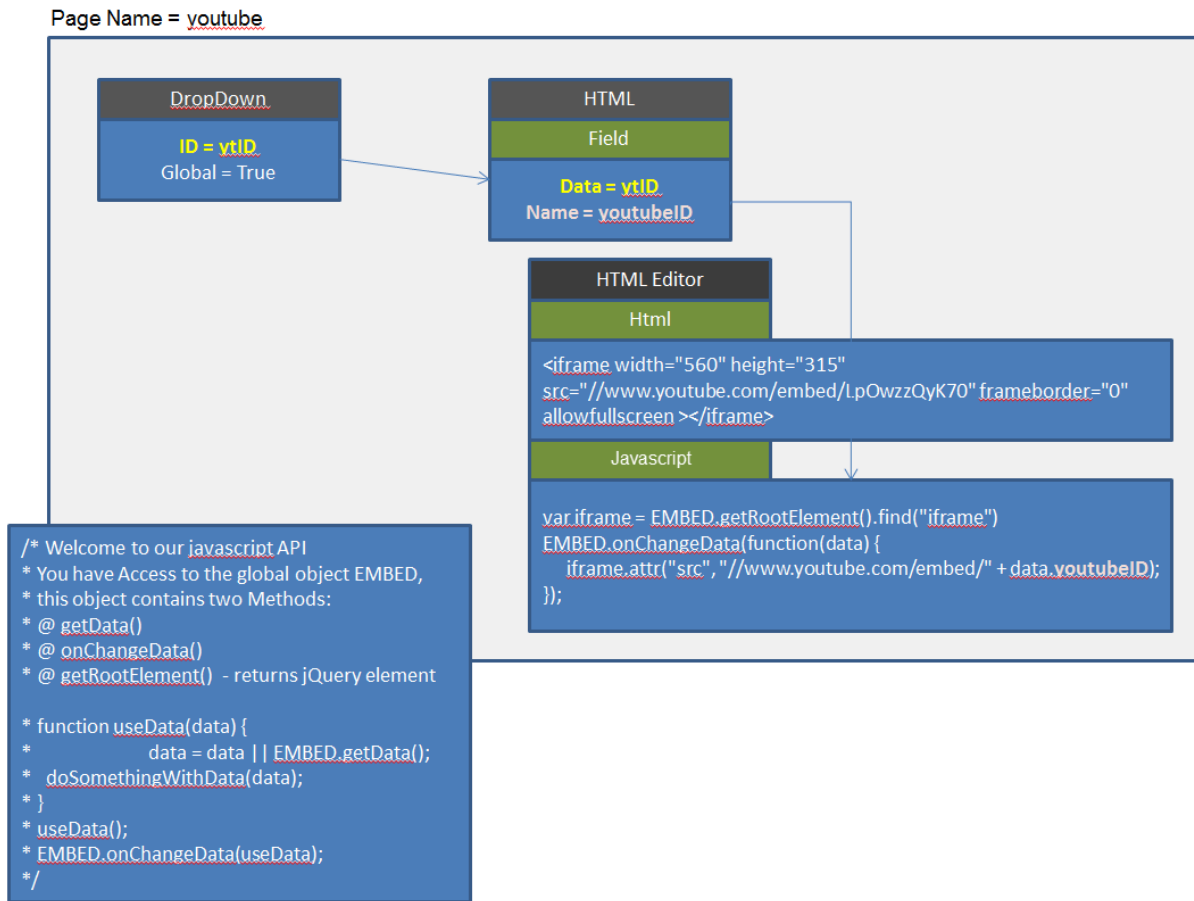 Page Name = youtube
DropDown
ID = ytID
Global = True
HTML
Field
Data = ytID
Name = youtubeID
HTML Editor
Html
<iframe width="560" height="315"
src="//www.youtube.com/embed/LpOwzzQyK70" frameborder="0"
allowfullscreen ></iframe>
Javascript
var iframe = EMBED.getRootElement().find("iframe")
EMBED.onChangeData(function(data) {
iframe.attr("src","//www.youtube.com/embed/" + data.youtubeID);
});
/* Welcome to our javascript API
* You have Access to the global object EMBED,
* this object contains two Methods:
* @ getData()
* @ onChangeData()
* @ getRootElement() - returns jQuery element
* function useData(data) {
* data = data || EMBED.getData();
* doSomethingWithData(data);
* }
* useData();
* EMBED.onChangeData(useData);
*/